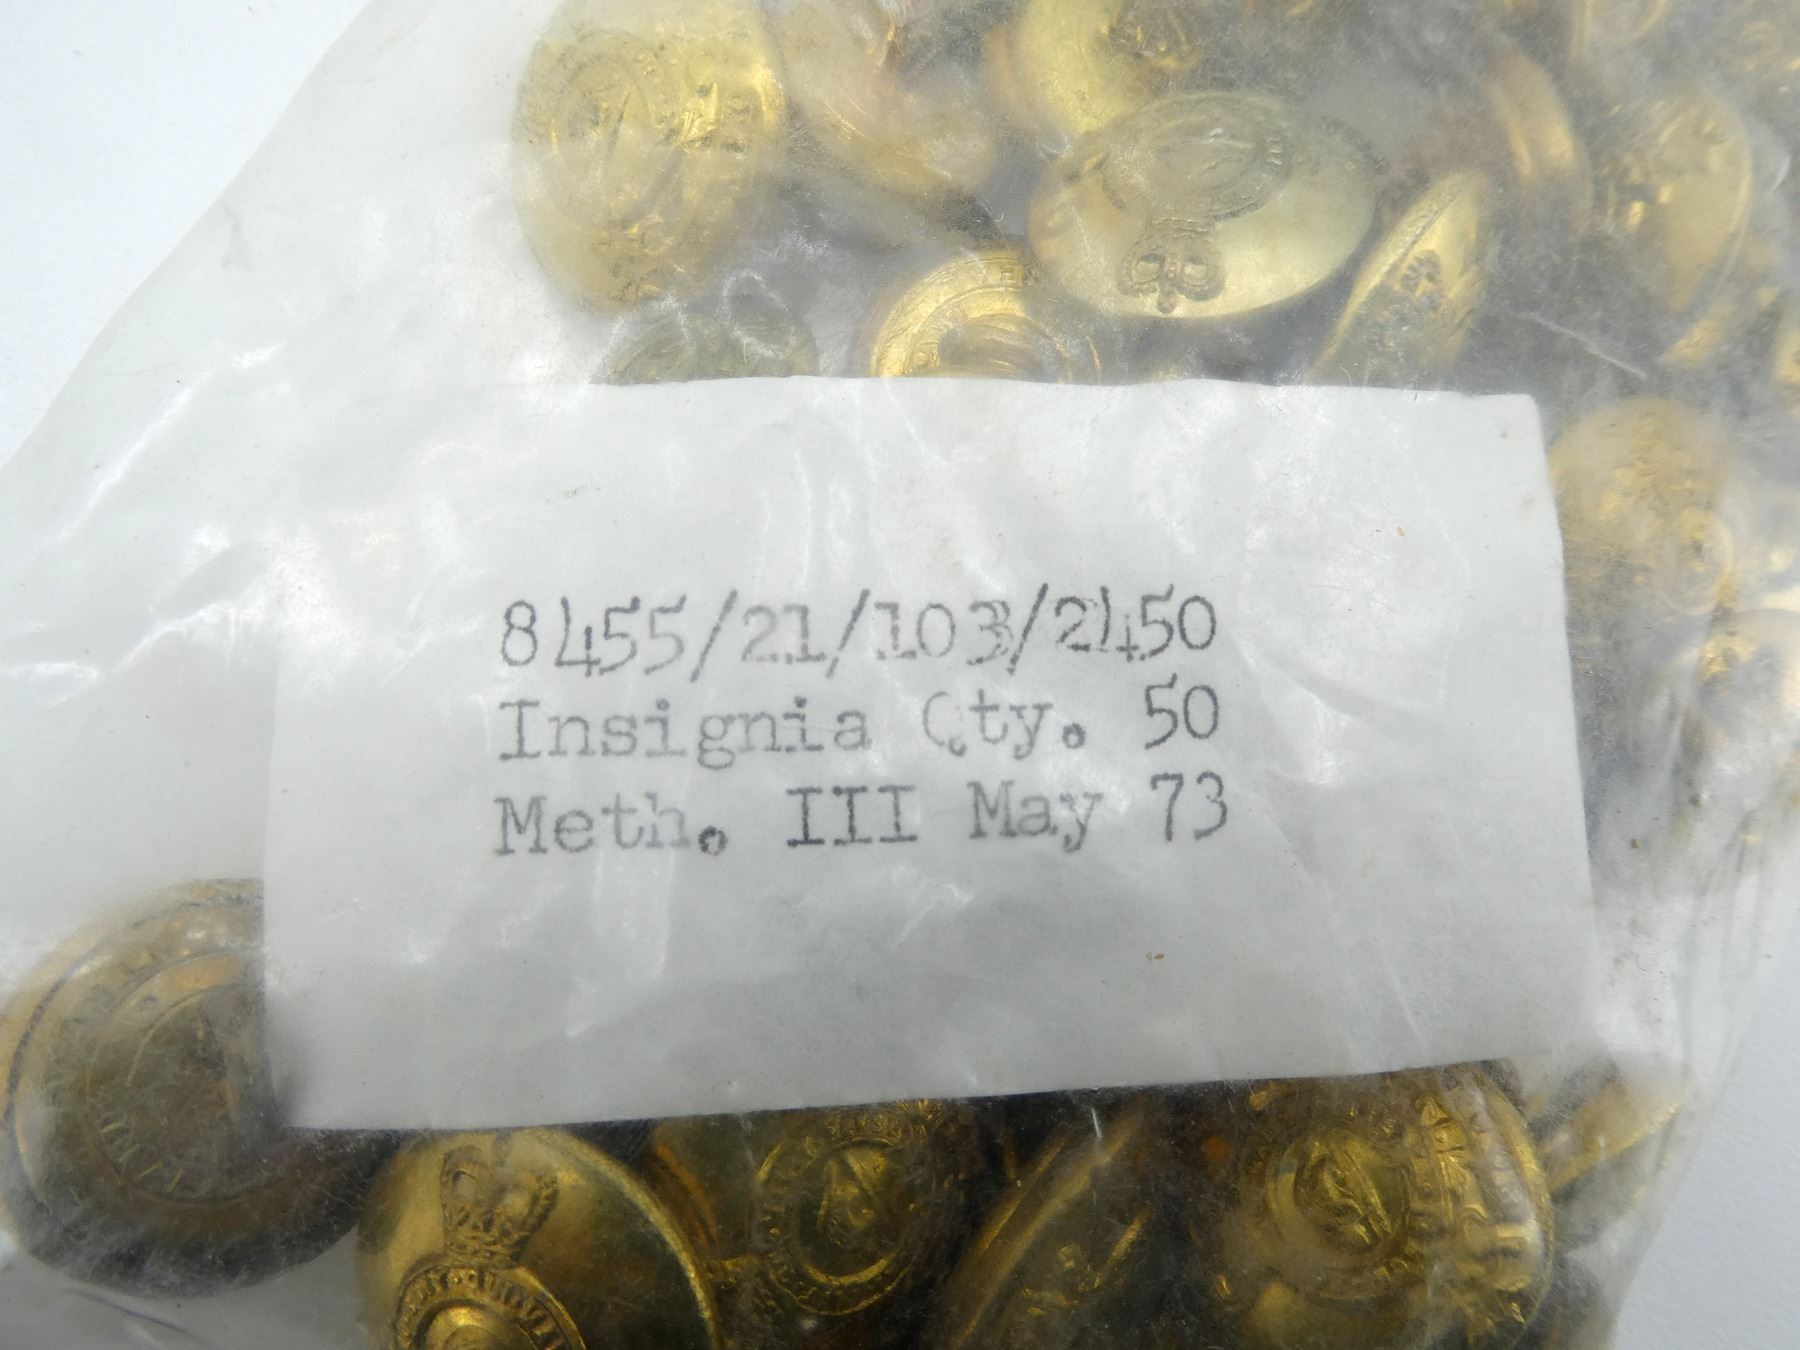 8455/21/103/2450
Insignia Qty. 50
Meth. III May 73